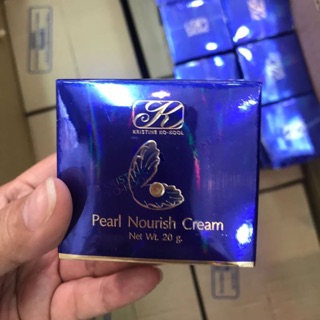 K
KRISTINE KO-KOOL
Pearl Nourish Cream
Net Wt. 20 g.